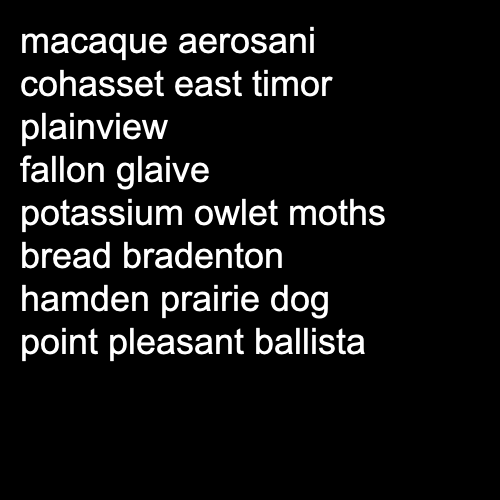 macaque aerosani
cohasset east timor
plainview
fallon glaive
potassium owlet moths
bread bradenton
hamden prairie dog
point pleasant ballista